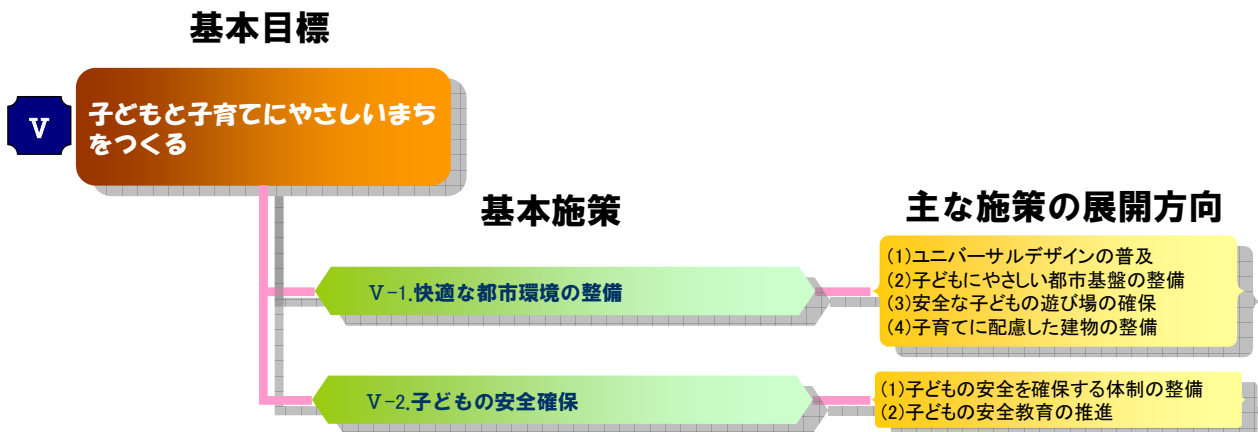 基本目標
Ⅴ
子どもと子育てにやさしいまち
をつくる
基本施策
主な施策の展開方向
Ⅴ-1.快適な都市環境の整備
(1)ユニバーサルデザインの普及
(2)子どもにやさしい都市基盤の整備
(3)安全な子どもの遊び場の確保
(4)子育てに配慮した建物の整備
Ⅴ-2.子どもの安全確保
(1)子どもの安全を確保する体制の整備
(2)子どもの安全教育の推進